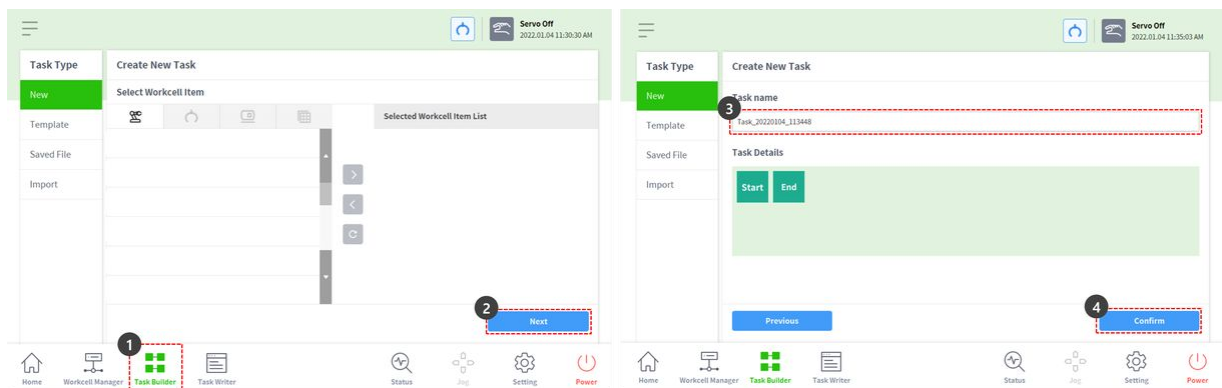 Servo Off
2022.01.04 11:30:30 AM
Task Type
Create New Task
New
Select Workcell Item
Template
Selected Workcell Item List
Saved File
Import
2
Next
1
Home
Workcell Manager
Task Builder
Task Writer
Status
Jog
Setting
Power
Servo Off
2022.01.04 11:35:03 AM
Task Type
Create New Task
New
Task name
3
Task_20220104_113448
Template
Saved File
Task Details
Import
Start
End
4
Previous
Confirm
Home
Workcell Manager
Task Builder
Task Writer
Status
Jog
Setting
Power